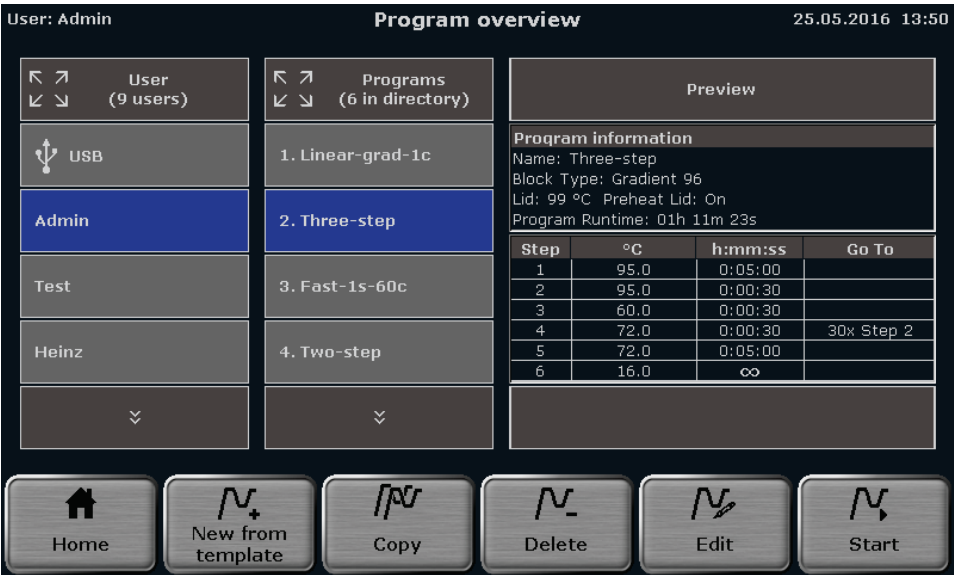 User: Admin
Program overview
25.05.2016 13:50
User
(9 users)
Programs
(6 in directory)
Preview
USB
Admin
Test
Heinz
1. Linear-grad-1c
2. Three-step
3. Fast-1s-60c
4. Two-step
Program information
Name: Three-step
Block Type: Gradient 96
Lid: 99 °C Preheat Lid: On
Program Runtime: 01h 11m 23s
Step °C h:mm:ss Go To
1 95.0 0:05:00
2 95.0 0:00:30
3 60.0 0:00:30
4 72.0 0:00:30 30x Step 2
5 72.0 0:05:00
6 16.0 ∞
Home
New from
template
Copy
Delete
Edit
Start